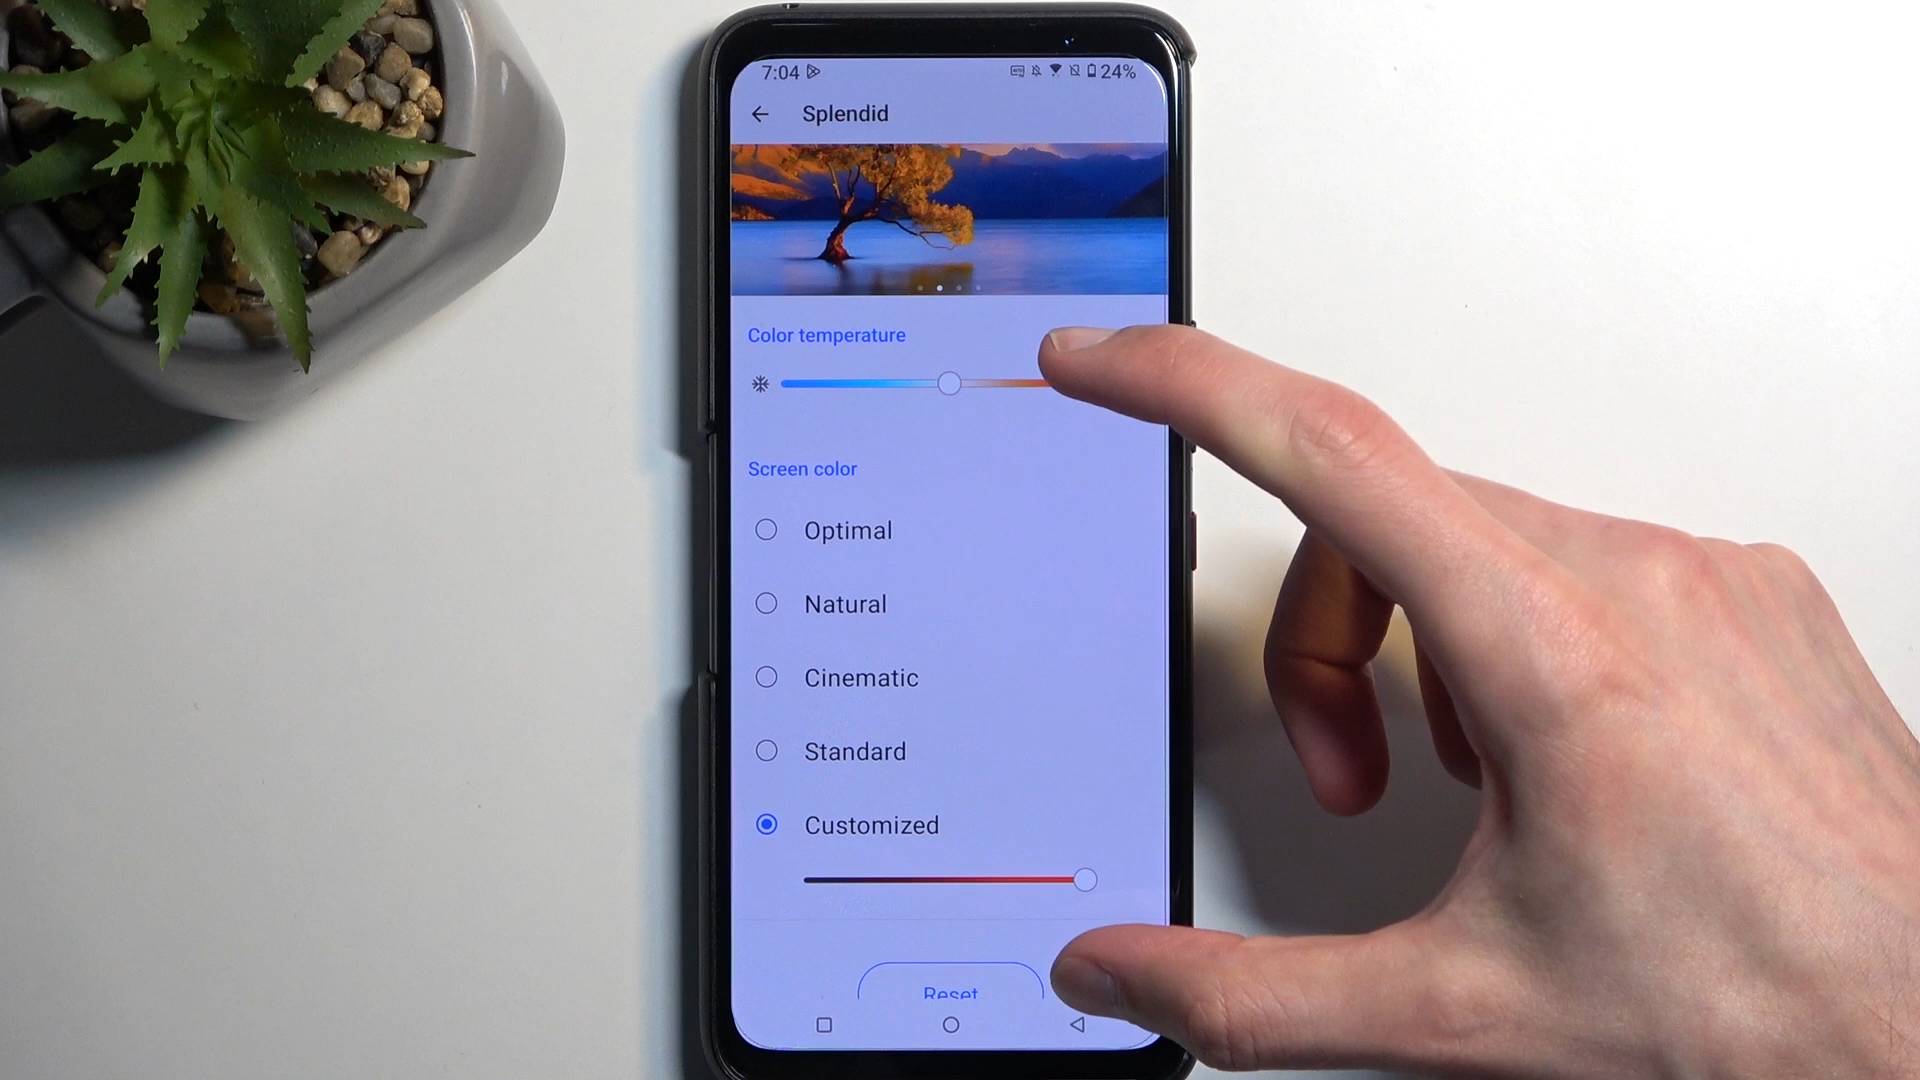 7:04 24%
Splendid
Color temperature
Screen color
Optimal
Natural
Cinematic
Standard
Customized
Reset